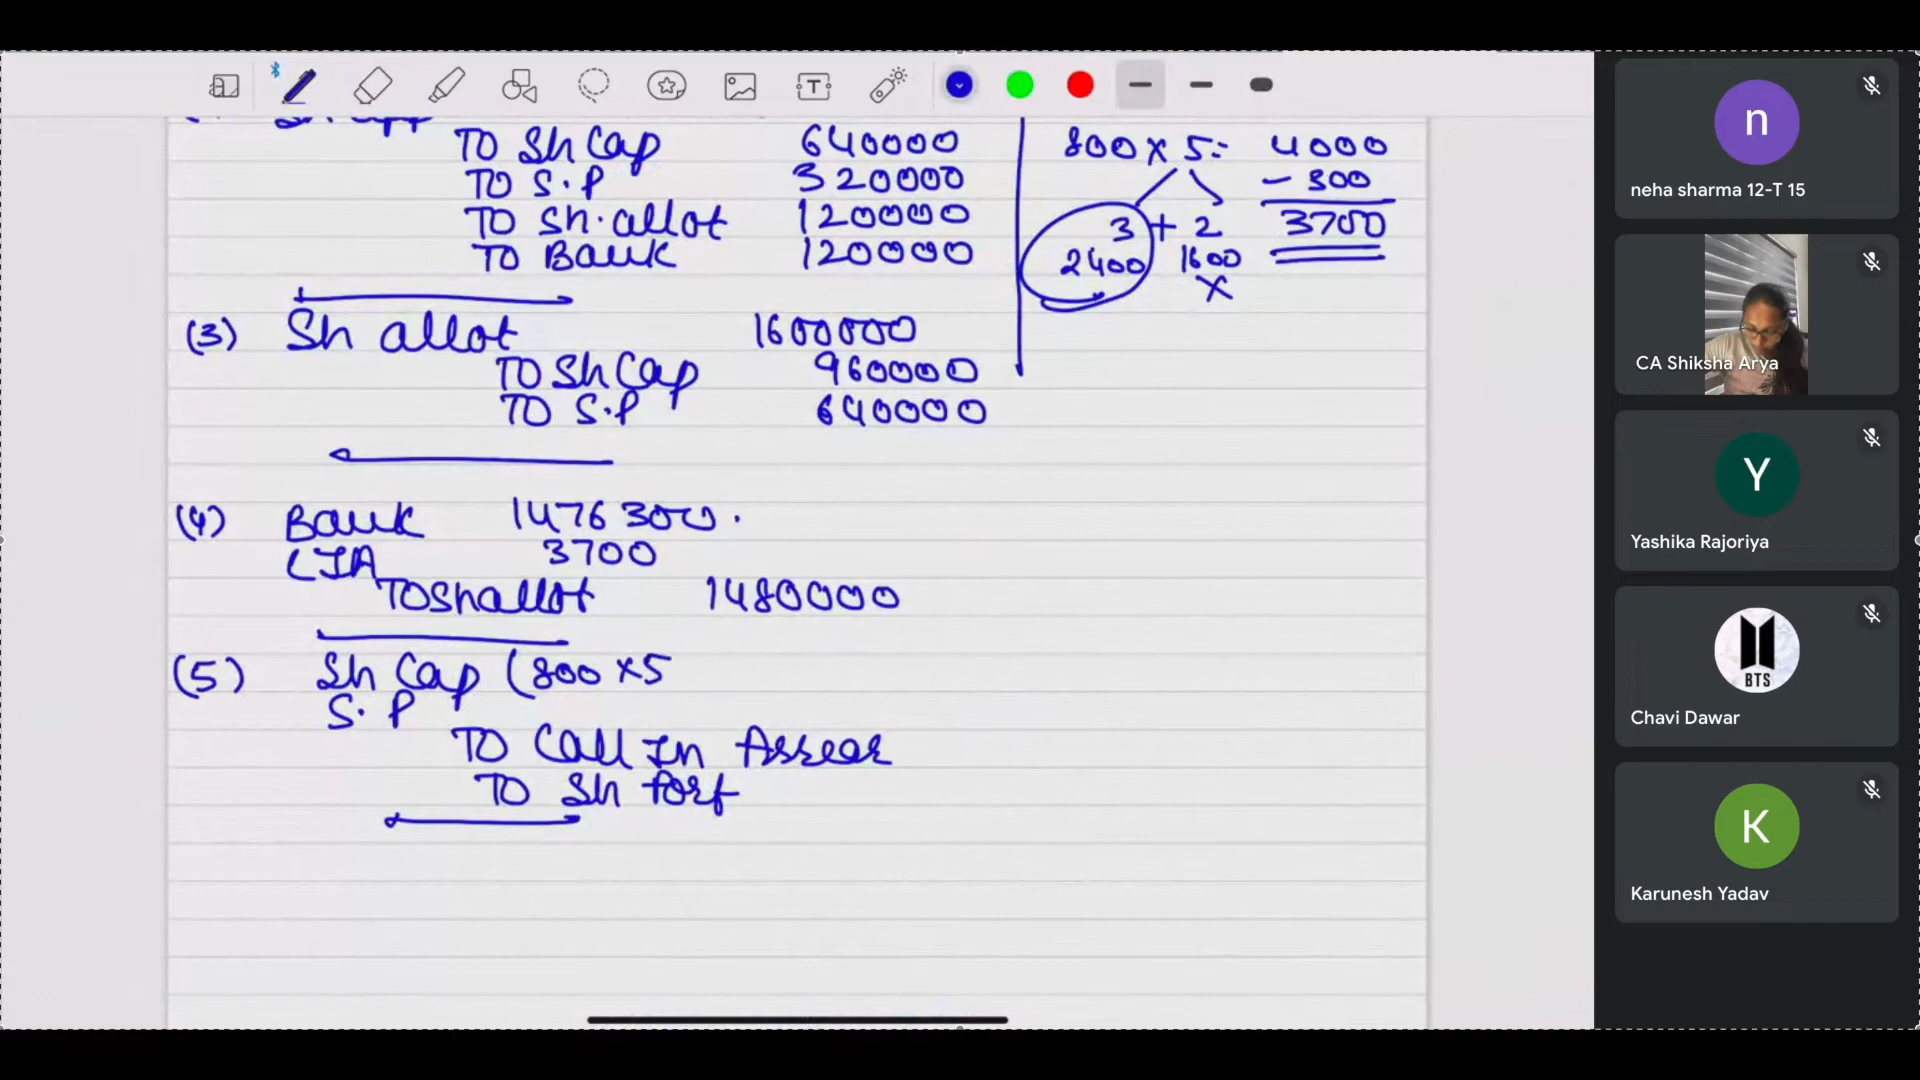 TO Sh Cap 640000
TO S.P 320000
TO Sh. allot 120000
TO Bank 120000
800 x 5 = 4000
- 300
3 + 2 3700
2400 1600
X
(3) Sh allot 1600000
TO Sh Cap 960000
TO S.P 640000
(4) Bank 1476300.
CIA 3700
TO Sh allot 1480000
(5) Sh Cap (800 x 5
S.P
TO Call In Arrear
TO Sh forf
T
n
neha sharma 12-T 15
CA Shiksha Arya
Y
Yashika Rajoriya
BTS
Chavi Dawar
K
Karunesh Yadav